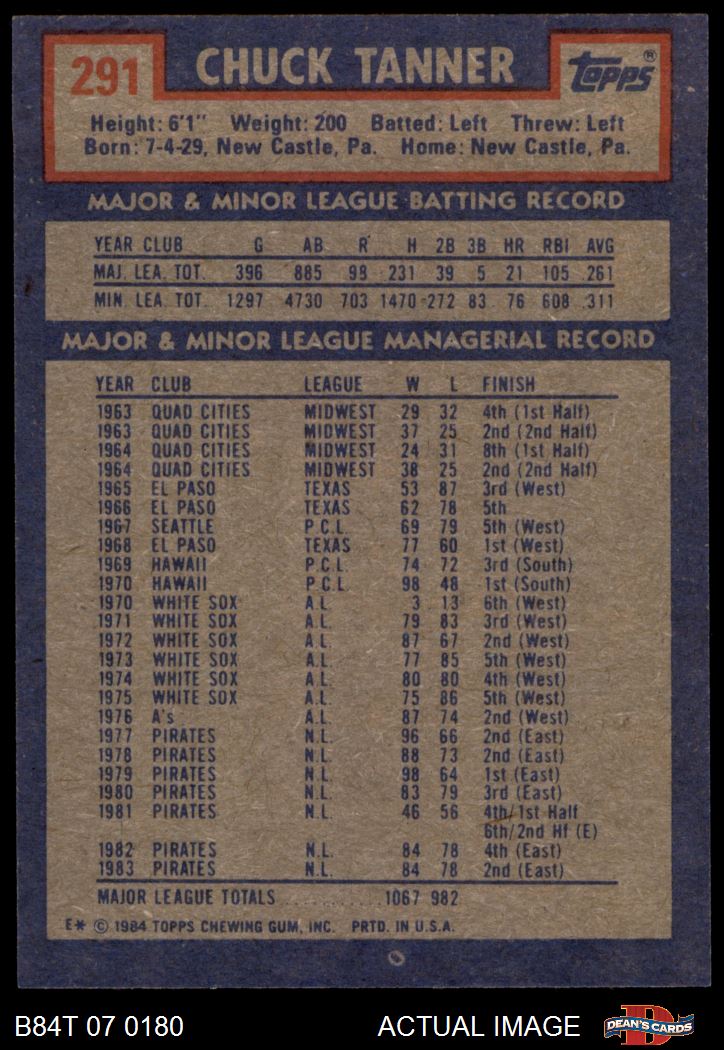 291 CHUCK TANNER TOPPS®
Height: 6'1" Weight: 200 Batted: Left Threw: Left
Born: 7-4-29, New Castle, Pa. Home: New Castle, Pa.
MAJOR & MINOR LEAGUE BATTING RECORD
YEAR CLUB G AB R H 2B 3B HR RBI AVG
MAJ. LEA. TOT. 396 885 98 231 39 5 21 105 .261
MIN. LEA. TOT. 1297 4730 703 1470 272 83 76 608 .311
MAJOR & MINOR LEAGUE MANAGERIAL RECORD
YEAR CLUB LEAGUE W L FINISH
1963 QUAD CITIES MIDWEST 29 32 4th (1st Half)
1963 QUAD CITIES MIDWEST 37 25 2nd (2nd Half)
1964 QUAD CITIES MIDWEST 24 31 8th (1st Half)
1964 QUAD CITIES MIDWEST 38 25 2nd (2nd Half)
1965 EL PASO TEXAS 53 87 3rd (West)
1966 EL PASO TEXAS 62 78 5th
1967 SEATTLE P.C.L. 69 79 5th (West)
1968 EL PASO TEXAS 77 60 1st (West)
1969 HAWAII P.C.L. 74 72 3rd (South)
1970 HAWAII P.C.L. 98 48 1st (South)
1970 WHITE SOX A.L. 3 13 6th (West)
1971 WHITE SOX A.L. 79 83 3rd (West)
1972 WHITE SOX A.L. 87 67 2nd (West)
1973 WHITE SOX A.L. 77 85 5th (West)
1974 WHITE SOX A.L. 80 80 4th (West)
1975 WHITE SOX A.L. 75 86 5th (West)
1976 A's A.L. 87 74 2nd (West)
1977 PIRATES N.L. 96 66 2nd (East)
1978 PIRATES N.L. 88 73 2nd (East)
1979 PIRATES N.L. 98 64 1st (East)
1980 PIRATES N.L. 83 79 3rd (East)
1981 PIRATES N.L. 46 56 4th/1st Half
6th/2nd Hf (E)
1982 PIRATES N.L. 84 78 4th (East)
1983 PIRATES N.L. 84 78 2nd (East)
MAJOR LEAGUE TOTALS ............ 1067 982
E* © 1984 TOPPS CHEWING GUM, INC. PRTD. IN U.S.A.
B84T 07 0180 ACTUAL IMAGE DEAN'S CARDS